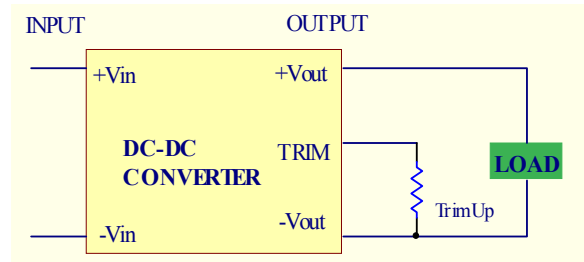 INPUT OUTPUT
+Vin +Vout
DC-DC TRIM
CONVERTER LOAD
TrimUp
-Vin -Vout